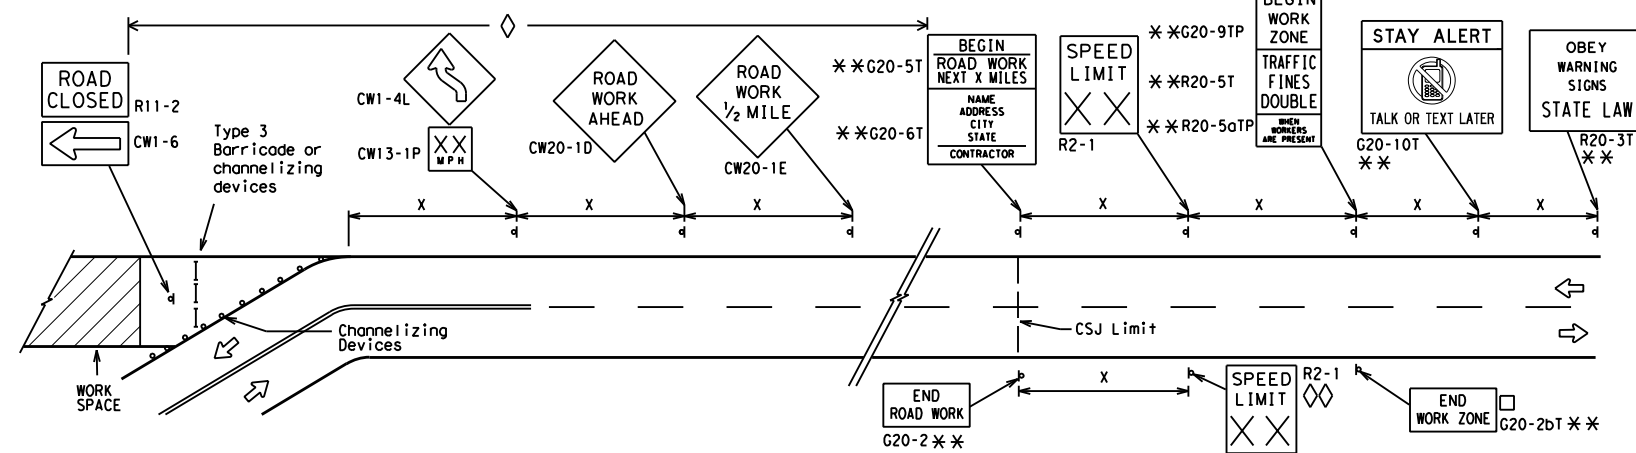 ROAD
CLOSED
R11-2
CW1-6
Type 3
Barricade or
channelizing
devices
CW1-4L
XX
MPH
CW13-1P
ROAD
WORK
AHEAD
CW20-1D
ROAD
WORK
1/2 MILE
CW20-1E
**G20-5T
**G20-6T
BEGIN
ROAD WORK
NEXT X MILES
NAME
ADDRESS
CITY
STATE
CONTRACTOR
SPEED
LIMIT
XX
R2-1
**G20-9TP
**R20-5T
**R20-5aTP
BEGIN
WORK
ZONE
TRAFFIC
FINES
DOUBLE
WHEN
WORKERS
ARE PRESENT
STAY ALERT
TALK OR TEXT LATER
G20-10T
**
OBEY
WARNING
SIGNS
STATE LAW
R20-3T
**
X
X
X
X
X
X
X
Channelizing
Devices
WORK
SPACE
CSJ Limit
X
END
ROAD WORK
G20-2**
SPEED
LIMIT
XX
R2-1
END
WORK ZONE
G20-2bT**